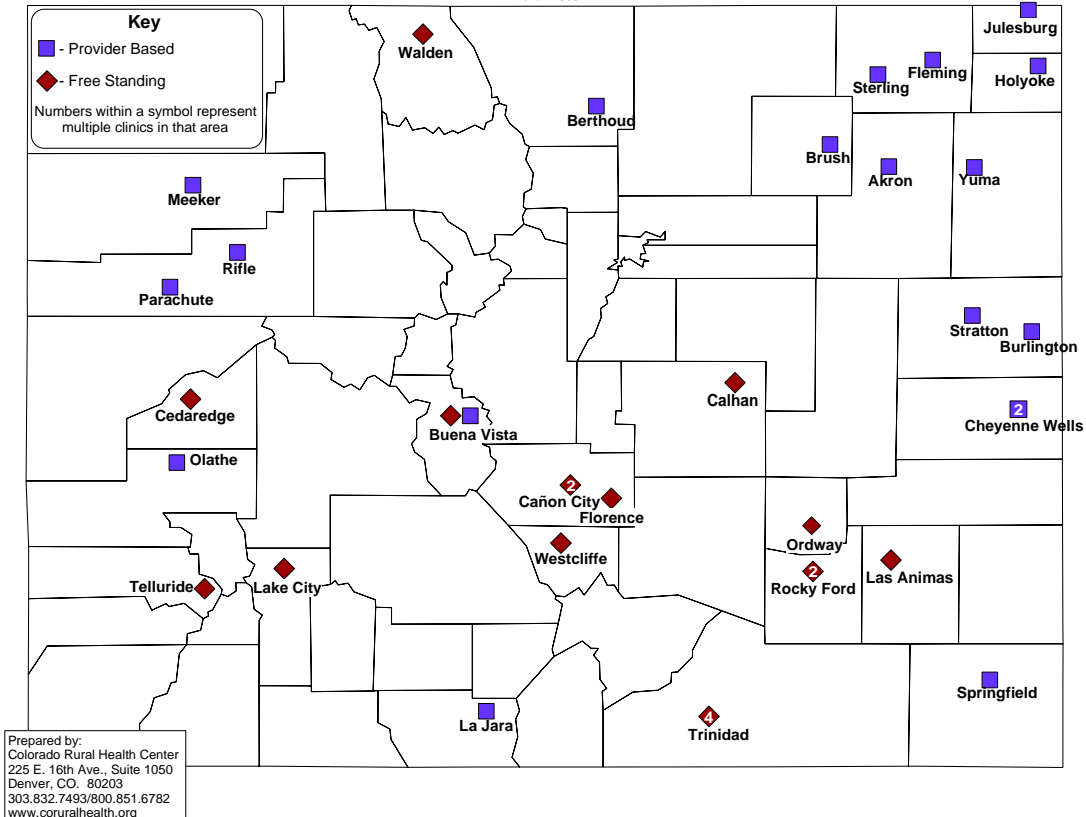 Key
- Provider Based
- Free Standing
Numbers within a symbol represent
multiple clinics in that area
Walden
Julesburg
Fleming
Sterling
Holyoke
Berthoud
Brush
Akron
Yuma
Meeker
Rifle
Parachute
Stratton
Burlington
Cedaredge
Calhan
2
Cheyenne Wells
Buena Vista
Olathe
2
Cañon City
Florence
Westcliffe
Ordway
2
Rocky Ford
Las Animas
Telluride
Lake City
Springfield
La Jara
4
Trinidad
Prepared by:
Colorado Rural Health Center
225 E. 16th Ave., Suite 1050
Denver, CO. 80203
303.832.7493/800.851.6782
www.coruralhealth.org